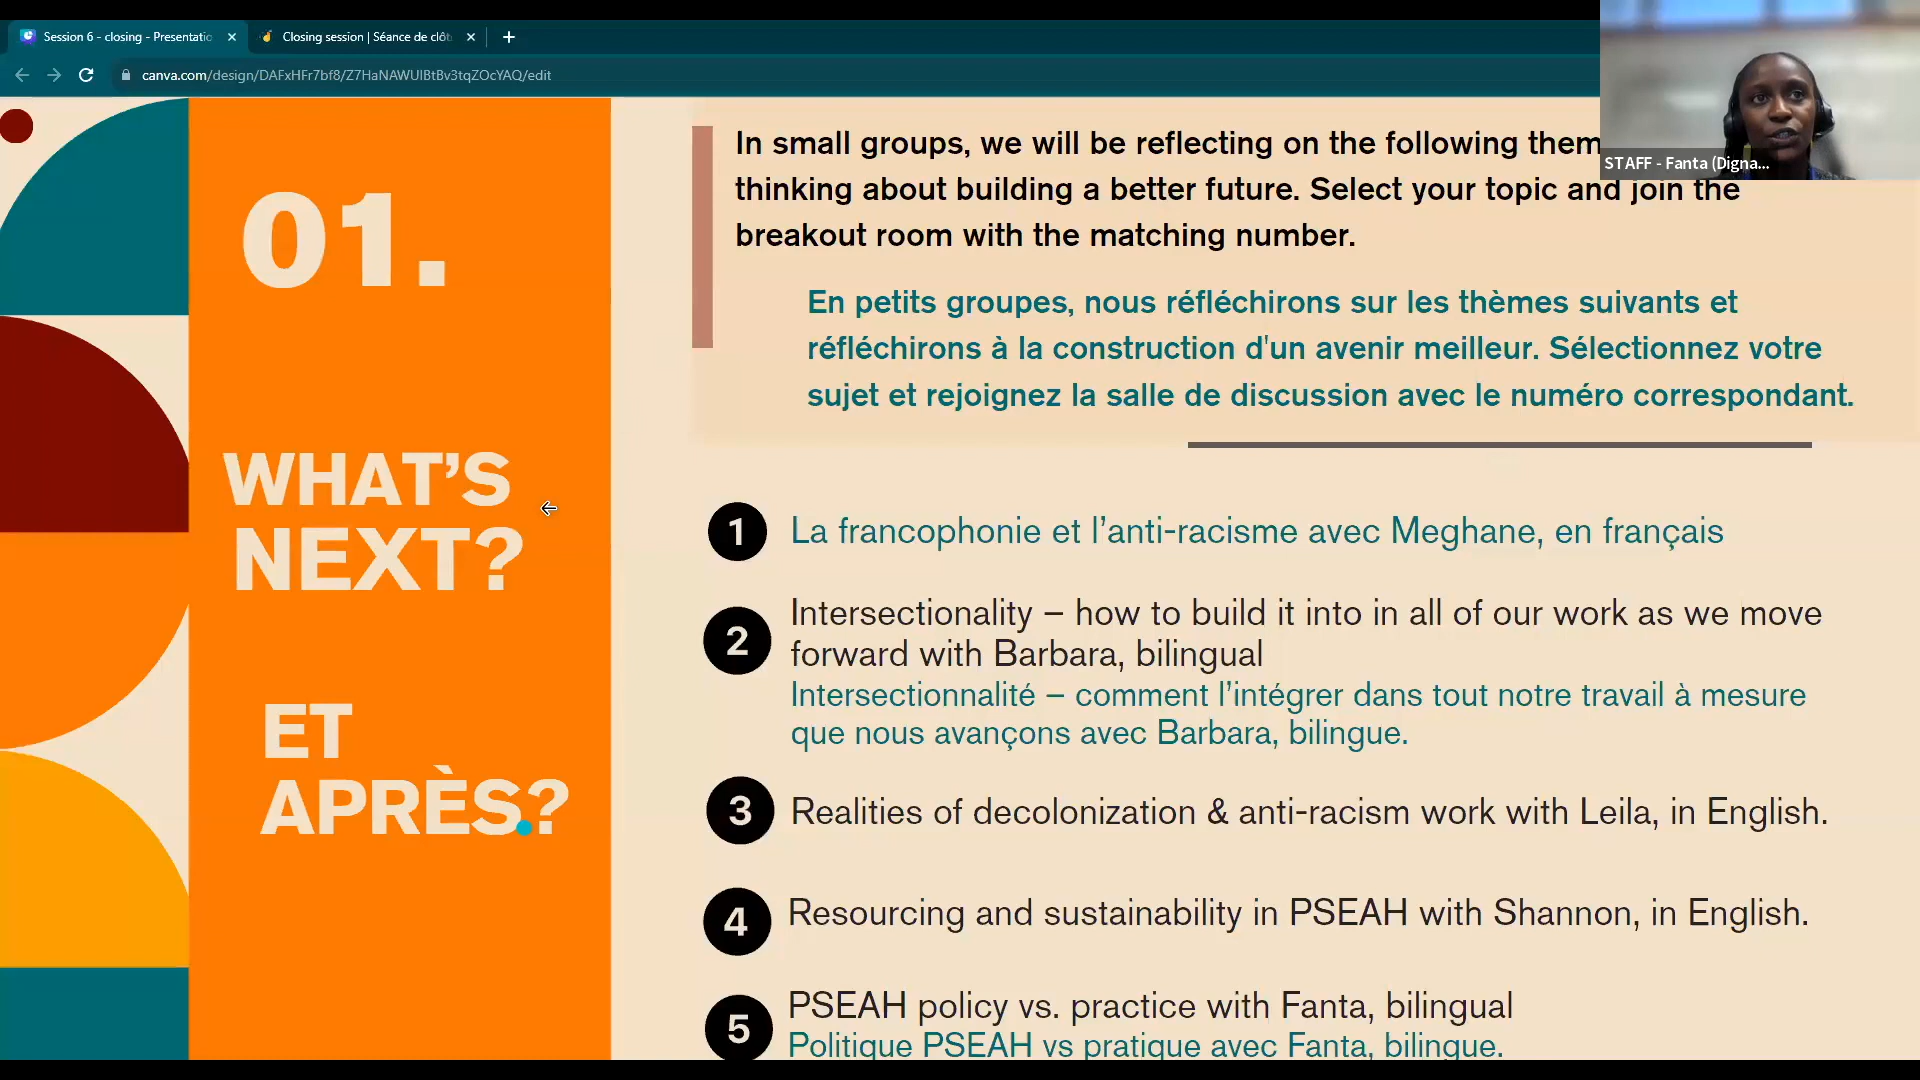 Session 6 - closing - Presentatio
Closing session | Séance de clôt
canva.com/design/DAFxHFr7bf8/Z7HaNAWUlBtBv3tqZOcYAQ/edit
STAFF - Fanta (Digna...
01.
WHAT'S
NEXT?
ET
APRÈS?
In small groups, we will be reflecting on the following them
thinking about building a better future. Select your topic and join the
breakout room with the matching number.
En petits groupes, nous réfléchirons sur les thèmes suivants et
réfléchirons à la construction d'un avenir meilleur. Sélectionnez votre
sujet et rejoignez la salle de discussion avec le numéro correspondant.
1 La francophonie et l'anti-racisme avec Meghane, en français
2 Intersectionality – how to build it into in all of our work as we move
forward with Barbara, bilingual
Intersectionnalité – comment l'intégrer dans tout notre travail à mesure
que nous avançons avec Barbara, bilingue.
3 Realities of decolonization & anti-racism work with Leila, in English.
4 Resourcing and sustainability in PSEAH with Shannon, in English.
5 PSEAH policy vs. practice with Fanta, bilingual
Politique PSEAH vs pratique avec Fanta, bilingue.